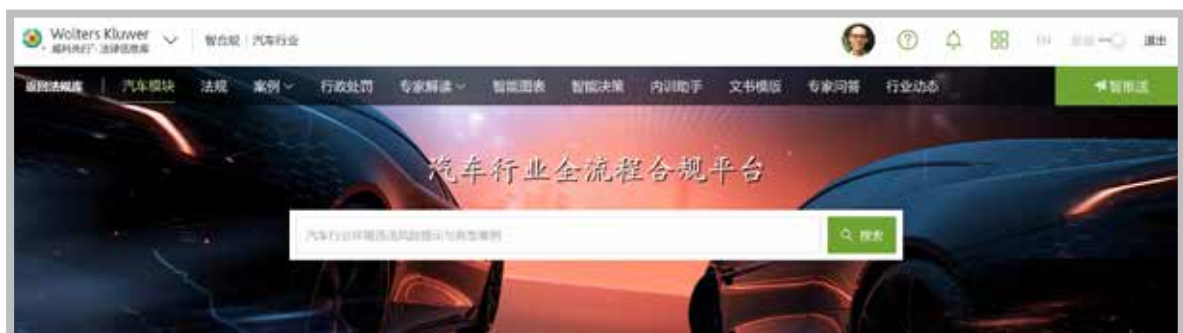 Wolters Kluwer
威科先行·法律信息库
智合规 | 汽车行业
EN
退出
返回法规库 | 汽车模块 法规 案例 行政处罚 专家解读 智能图表 智能决策 内训助手 文书模版 专家问答 行业动态 智推送
汽车行业全流程合规平台
汽车行业环境违法风险提示与典型案例
搜索